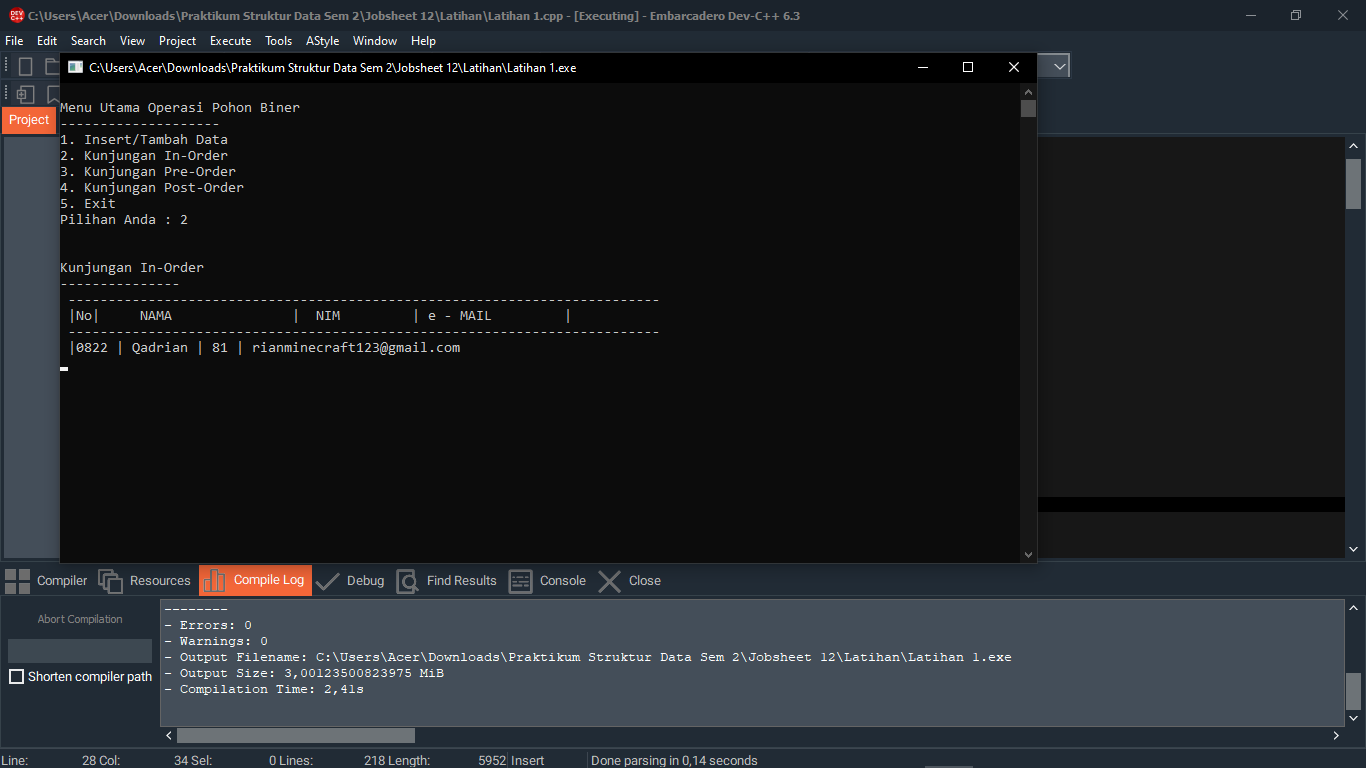 C:\Users\Acer\Downloads\Praktikum Struktur Data Sem 2\Jobsheet 12\Latihan\Latihan 1.cpp - [Executing] - Embarcadero Dev-C++ 6.3
File Edit Search View Project Execute Tools AStyle Window Help
C:\Users\Acer\Downloads\Praktikum Struktur Data Sem 2\Jobsheet 12\Latihan\Latihan 1.exe
Project
Menu Utama Operasi Pohon Biner
--------------------
1. Insert/Tambah Data
2. Kunjungan In-Order
3. Kunjungan Pre-Order
4. Kunjungan Post-Order
5. Exit
Pilihan Anda : 2
Kunjungan In-Order
---------------
--------------------------------------------------------------------------
|No|     NAMA               |  NIM         | e - MAIL         |
--------------------------------------------------------------------------
|0822 | Qadrian | 81 | rianminecraft123@gmail.com
Compiler Resources Compile Log Debug Find Results Console Close
Abort Compilation
Shorten compiler path
--------
- Errors: 0
- Warnings: 0
- Output Filename: C:\Users\Acer\Downloads\Praktikum Struktur Data Sem 2\Jobsheet 12\Latihan\Latihan 1.exe
- Output Size: 3,00123500823975 MiB
- Compilation Time: 2,41s
Line: 28 Col: 34 Sel: 0 Lines: 218 Length: 5952 Insert Done parsing in 0,14 seconds